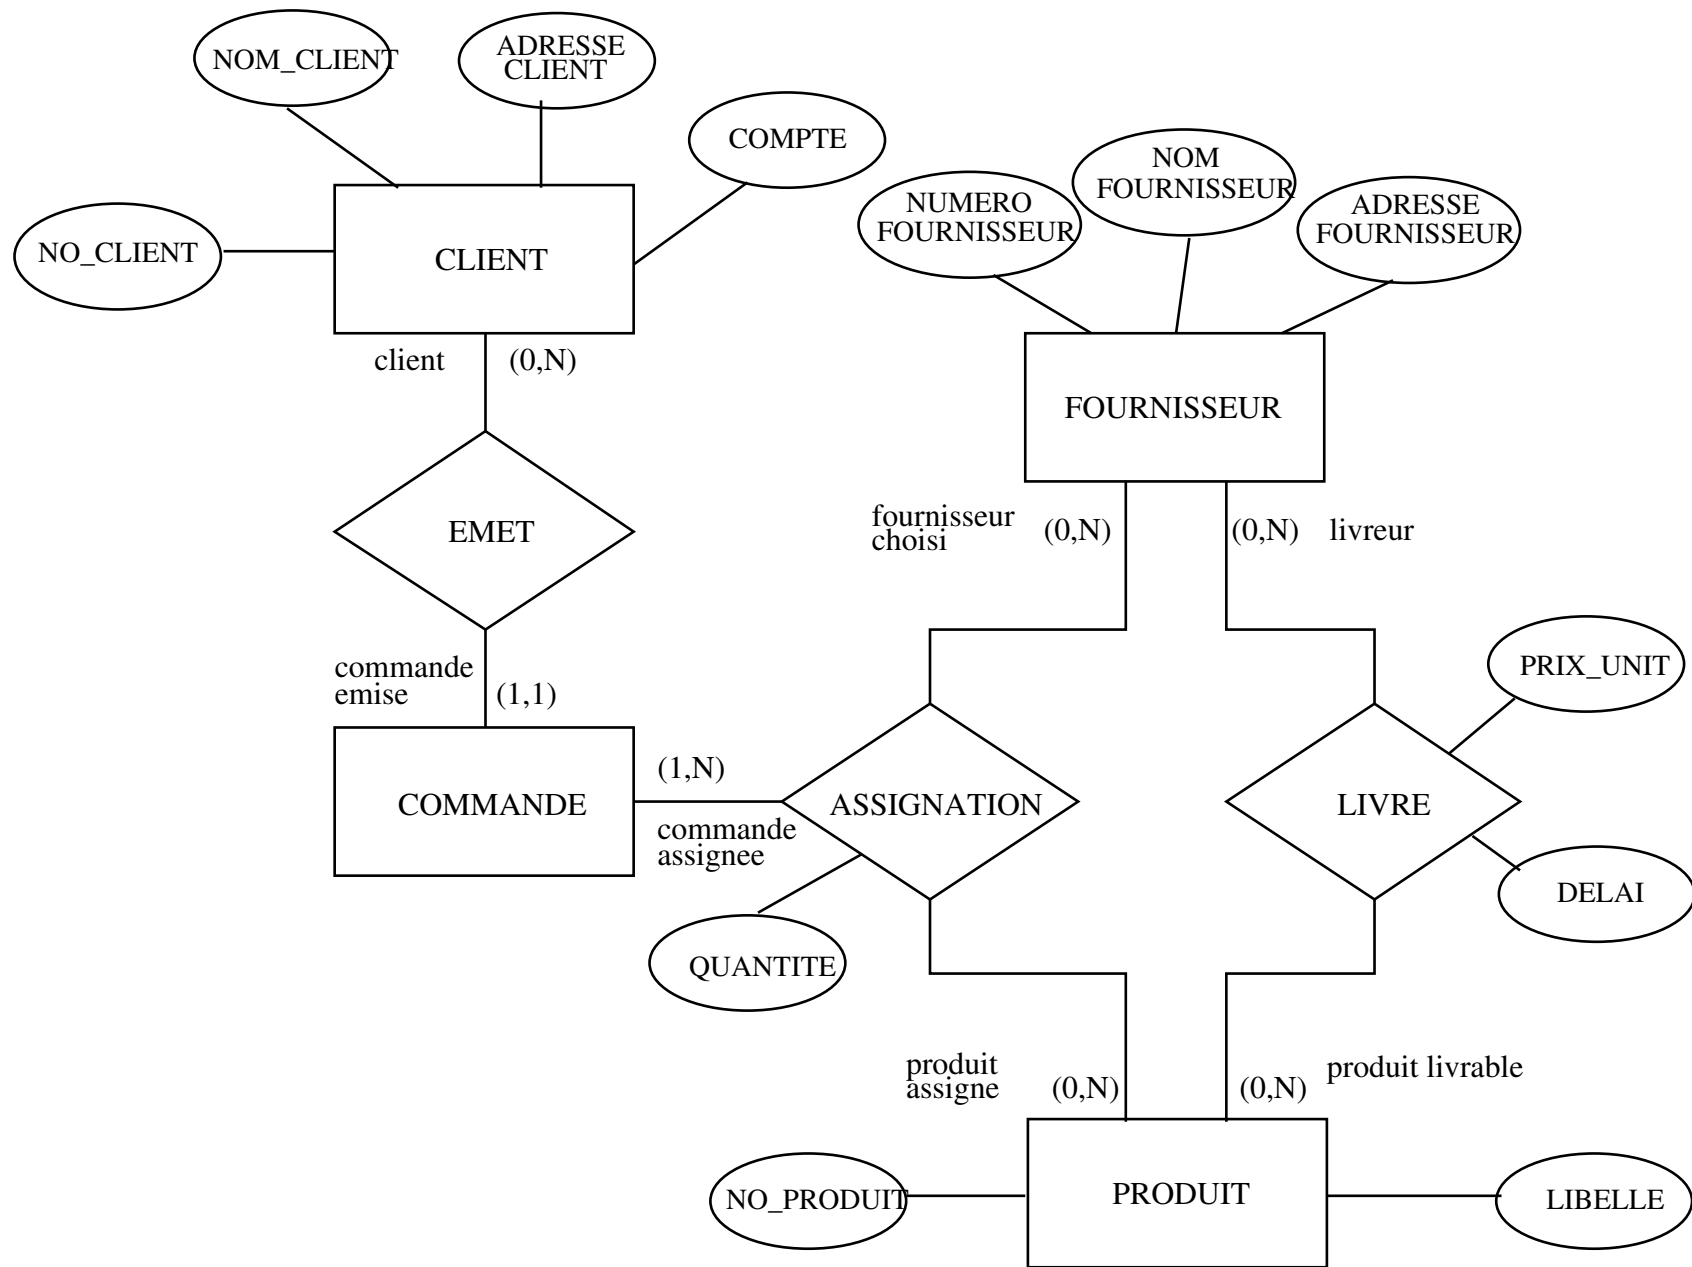 NOM_CLIENT
ADRESSE
CLIENT
COMPTE
NO_CLIENT
CLIENT
NUMERO
FOURNISSEUR
NOM
FOURNISSEUR
ADRESSE
FOURNISSEUR
client (0,N)
FOURNISSEUR
EMET
fournisseur
choisi
(0,N)
(0,N) livreur
commande
emise
(1,1)
PRIX_UNIT
COMMANDE
(1,N)
commande
assignee
ASSIGNATION
LIVRE
DELAI
QUANTITE
produit
assigne
(0,N)
(0,N)
produit livrable
NO_PRODUIT
PRODUIT
LIBELLE